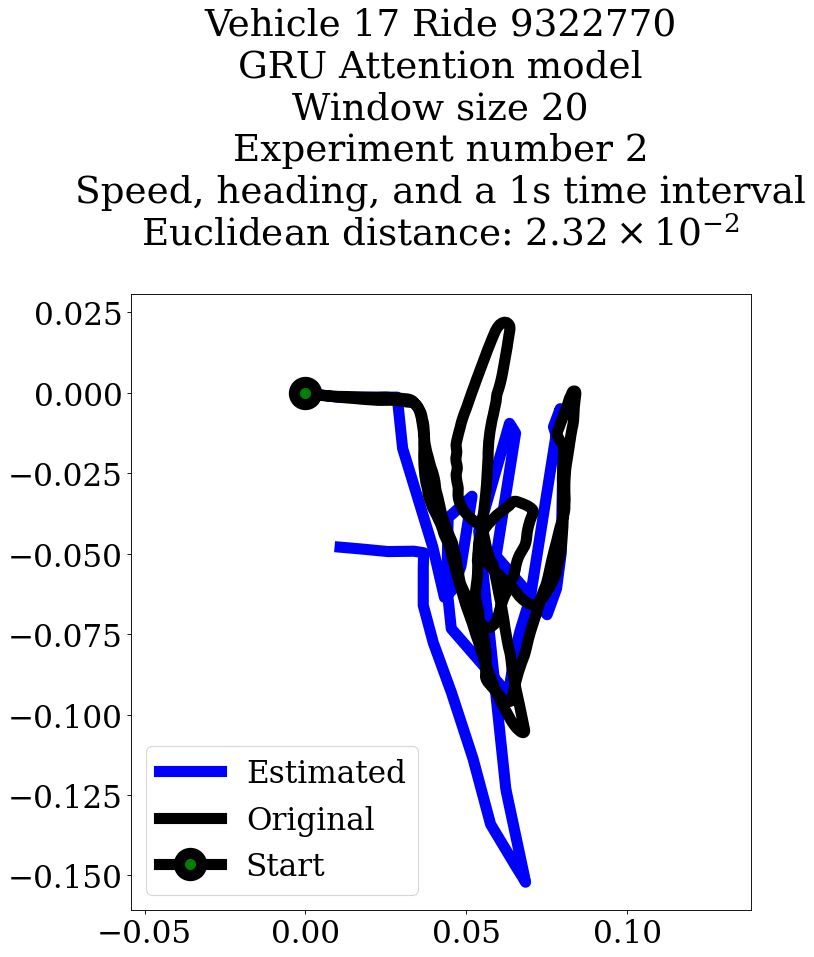 Vehicle 17 Ride 9322770
GRU Attention model
Window size 20
Experiment number 2
Speed, heading, and a 1s time interval
Euclidean distance: 2.32 × 10⁻²
0.025
0.000
−0.025
−0.050
−0.075
−0.100
−0.125
−0.150
Estimated
Original
Start
−0.05
0.00
0.05
0.10